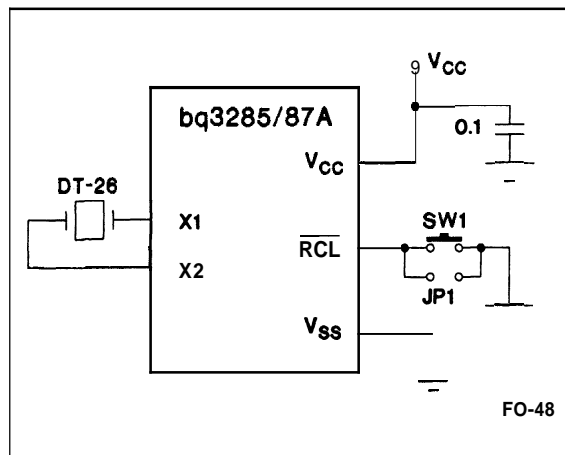 9 VCC
bq3285/87A
0.1
VCC
DT-26
X1
SW1
RCL
X2
JP1
VSS
FO-48